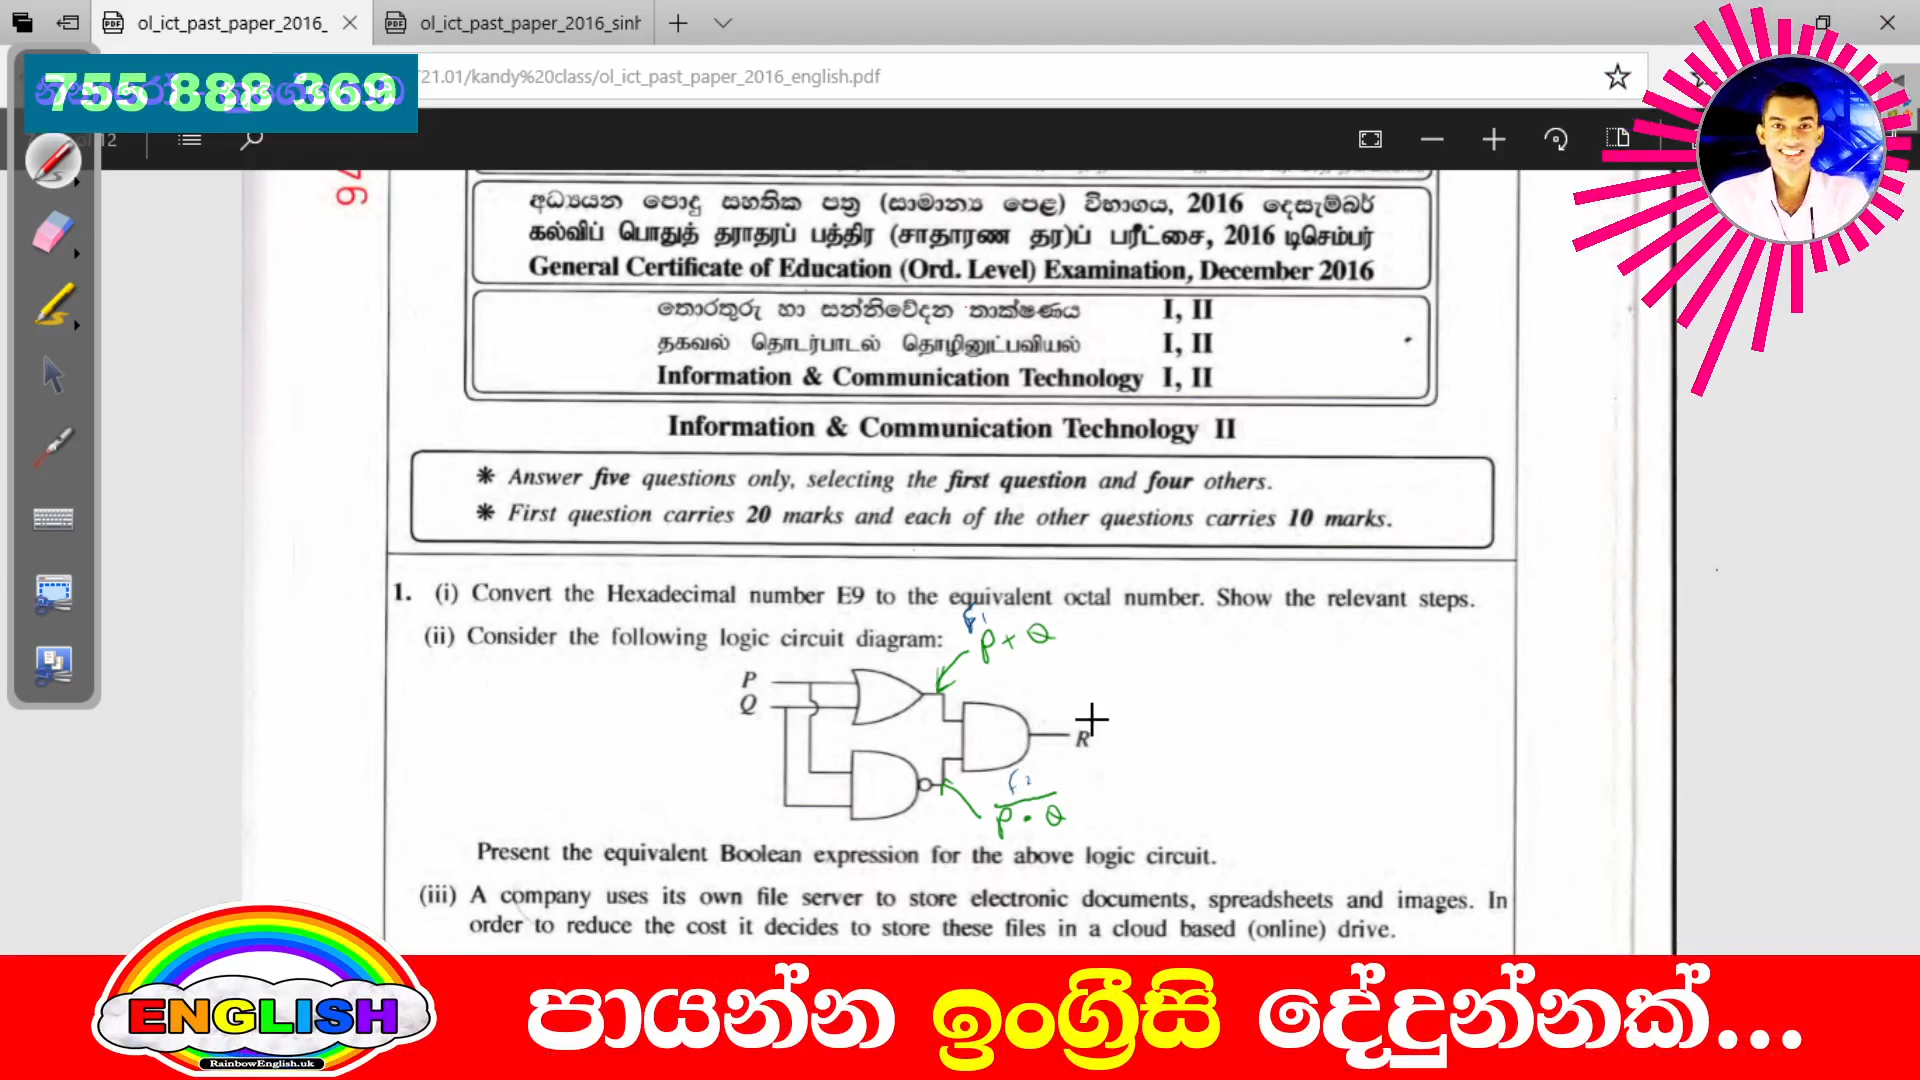 ol_ict_past_paper_2016_
ol_ict_past_paper_2016_sinh
755 888 369
21.01/kandy%20class/ol_ict_past_paper_2016_english.pdf
12
අධ්‍යයන පොදු සහතික පත්‍ර (සාමාන්‍ය පෙළ) විභාගය, 2016 දෙසැම්බර්
கல்விப் பொதுத் தராதரப் பத்திர (சாதாரண தர)ப் பரீட்சை, 2016 டிசெம்பர்
General Certificate of Education (Ord. Level) Examination, December 2016
තොරතුරු හා සන්නිවේදන තාක්ෂණය I, II
தகவல் தொடர்பாடல் தொழினுட்பவியல் I, II
Information & Communication Technology I, II
Information & Communication Technology II
* Answer five questions only, selecting the first question and four others.
* First question carries 20 marks and each of the other questions carries 10 marks.
1. (i) Convert the Hexadecimal number E9 to the equivalent octal number. Show the relevant steps.
(ii) Consider the following logic circuit diagram:
F1
P + Q
P
Q
R
F2
P . Q
Present the equivalent Boolean expression for the above logic circuit.
(iii) A company uses its own file server to store electronic documents, spreadsheets and images. In
order to reduce the cost it decides to store these files in a cloud based (online) drive.
ENGLISH
RainbowEnglish.uk
පායන්න ඉංග්‍රීසි දේදුන්නක්...